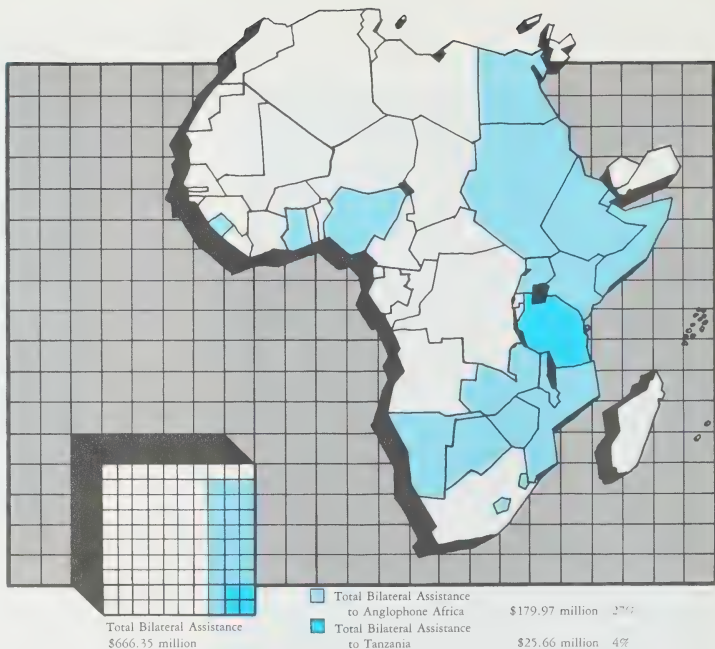 Total Bilateral Assistance
$666.35 million
Total Bilateral Assistance
to Anglophone Africa $179.97 million 27%
Total Bilateral Assistance
to Tanzania $25.66 million 4%